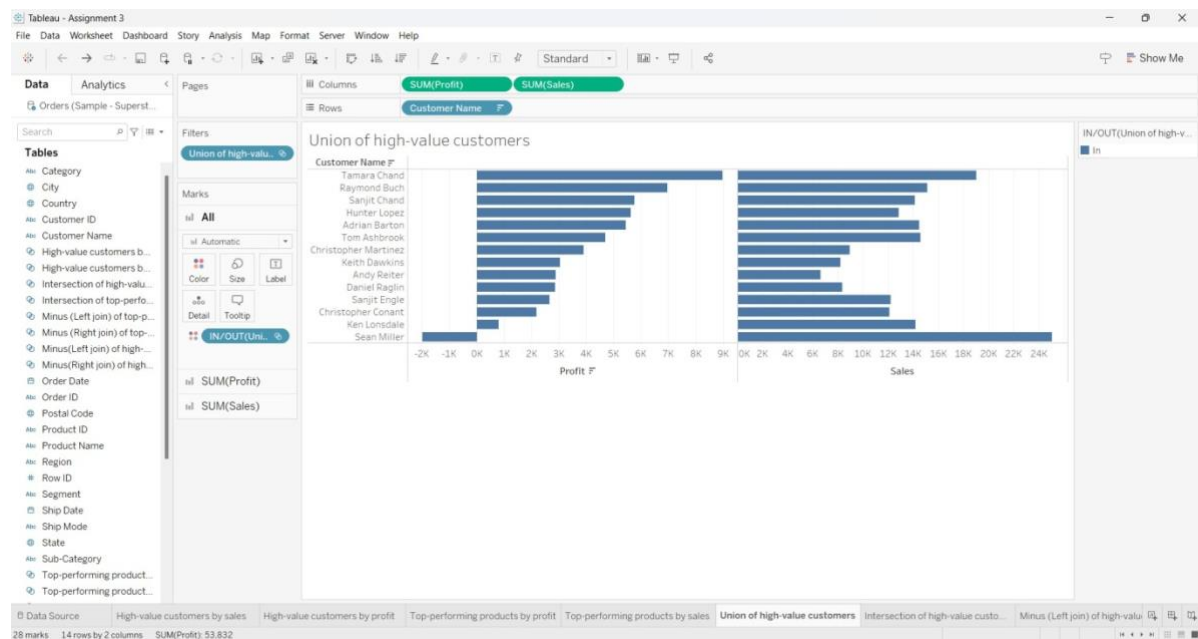 Tableau - Assignment 3
File Data Worksheet Dashboard Story Analysis Map Format Server Window Help
Standard
Show Me
Data Analytics
Orders (Sample - Superst...
Search
Tables
Abc Category
City
Country
Abc Customer ID
Abc Customer Name
High-value customers b...
High-value customers b...
Intersection of high-valu...
Intersection of top-perfo...
Minus (Left join) of top-p...
Minus (Right join) of top-...
Minus(Left join) of high-...
Minus(Right join) of high...
Order Date
Abc Order ID
Postal Code
Abc Product ID
Abc Product Name
Abc Region
# Row ID
Abc Segment
Ship Date
Abc Ship Mode
State
Abc Sub-Category
Top-performing product...
Top-performing product...
Pages
Filters
Union of high-valu..
Marks
All
Automatic
Color Size Label
Detail Tooltip
IN/OUT(Uni..
SUM(Profit)
SUM(Sales)
Columns SUM(Profit) SUM(Sales)
Rows Customer Name
Union of high-value customers
Customer Name
Tamara Chand
Raymond Buch
Sanjit Chand
Hunter Lopez
Adrian Barton
Tom Ashbrook
Christopher Martinez
Keith Dawkins
Andy Reiter
Daniel Raglin
Sanjit Engle
Christopher Conant
Ken Lonsdale
Sean Miller
-2K -1K 0K 1K 2K 3K 4K 5K 6K 7K 8K 9K 0K 2K 4K 6K 8K 10K 12K 14K 16K 18K 20K 22K 24K
Profit Sales
IN/OUT(Union of high-v...
In
Data Source High-value customers by sales High-value customers by profit Top-performing products by profit Top-performing products by sales Union of high-value customers Intersection of high-value custo... Minus (Left join) of high-valu
28 marks 14 rows by 2 columns SUM(Profit): 53,832